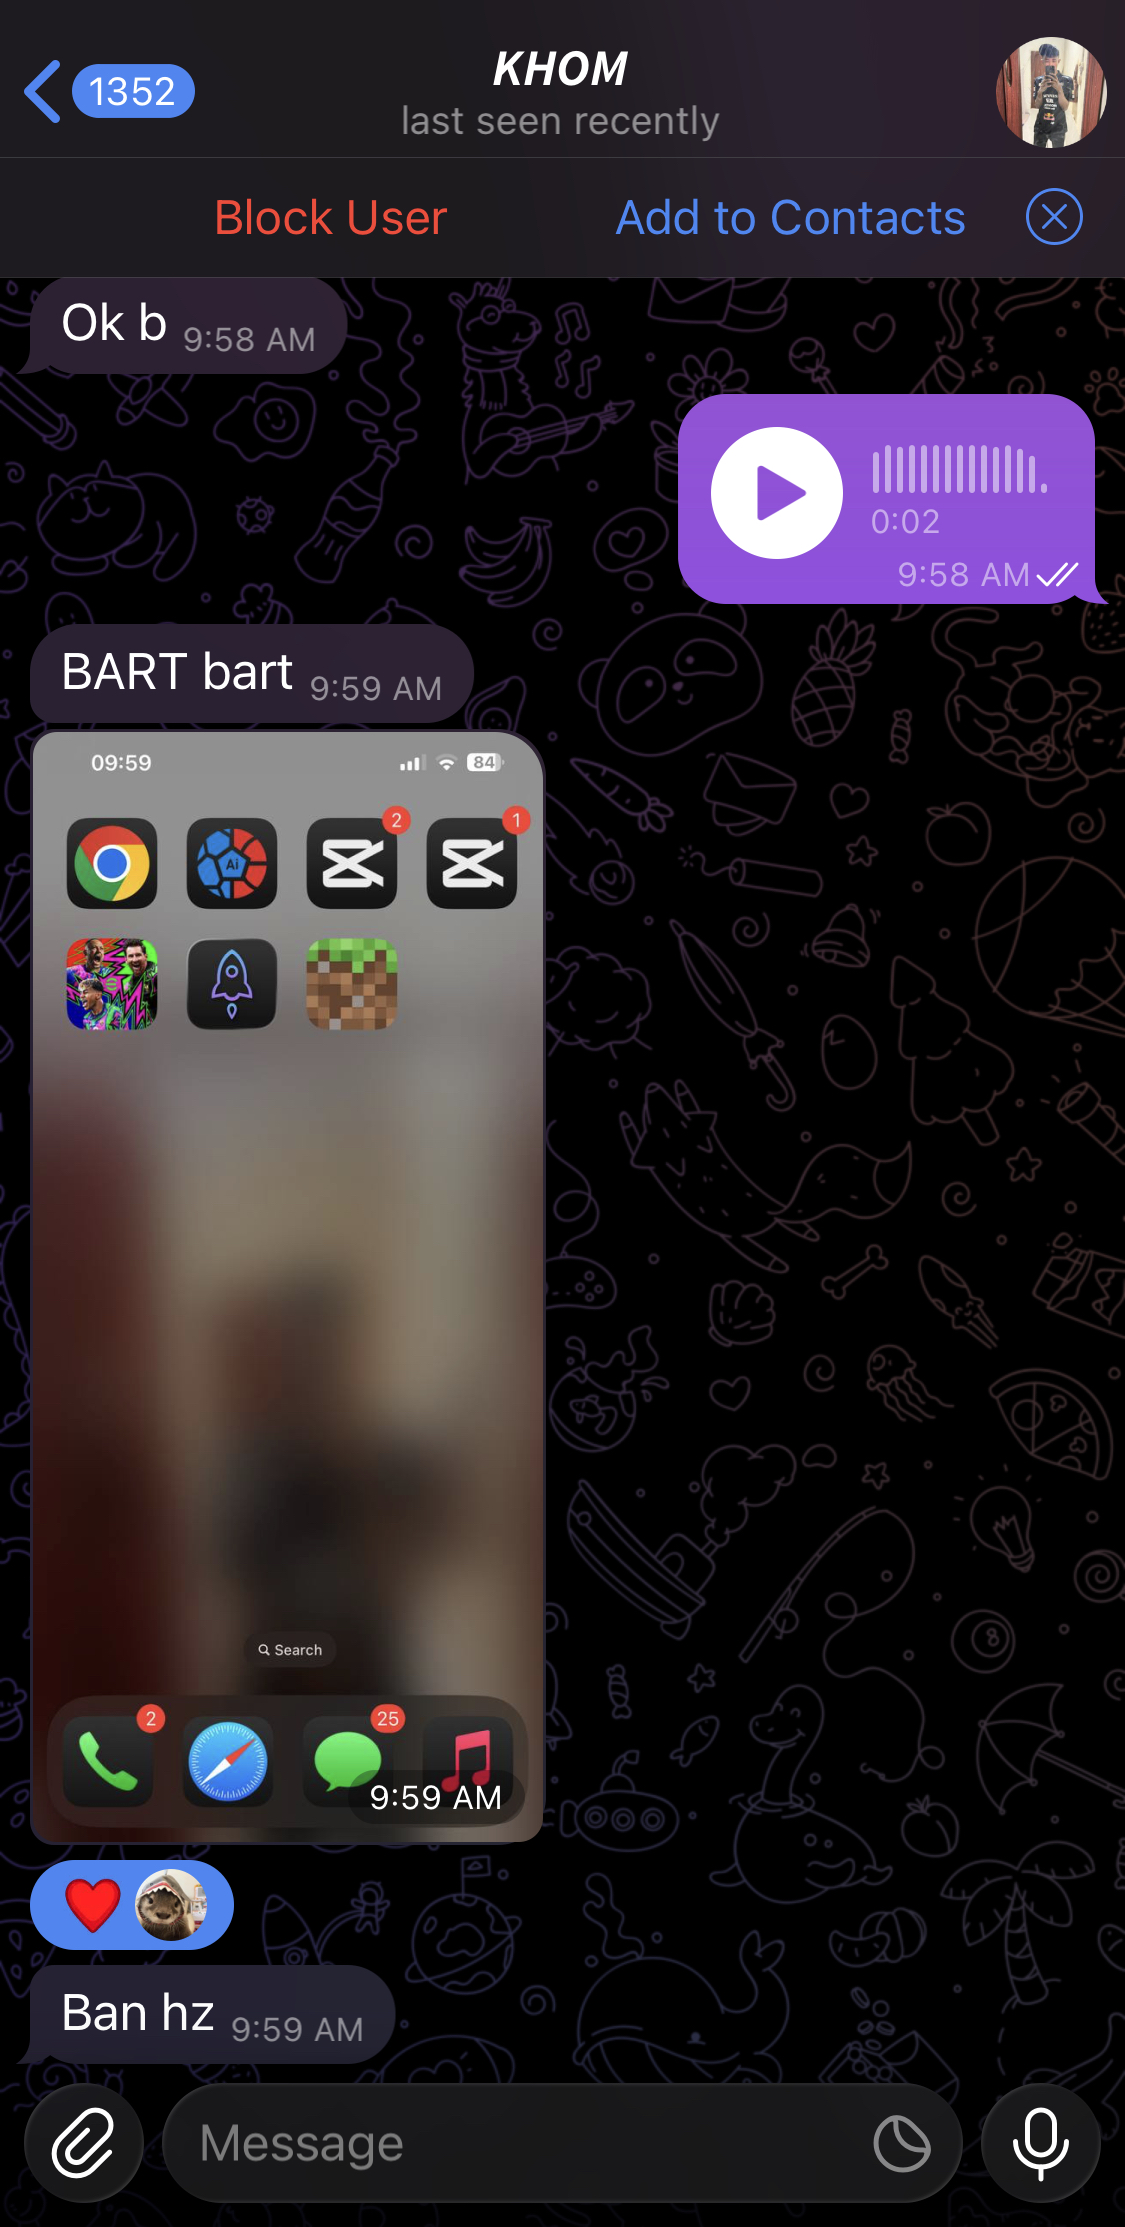 1352
KHOM
last seen recently
Block User
Add to Contacts
Ok b 9:58 AM
0:02
9:58 AM
BART bart 9:59 AM
09:59
84
2
1
Ai
Search
2
25
9:59 AM
Ban hz 9:59 AM
Message